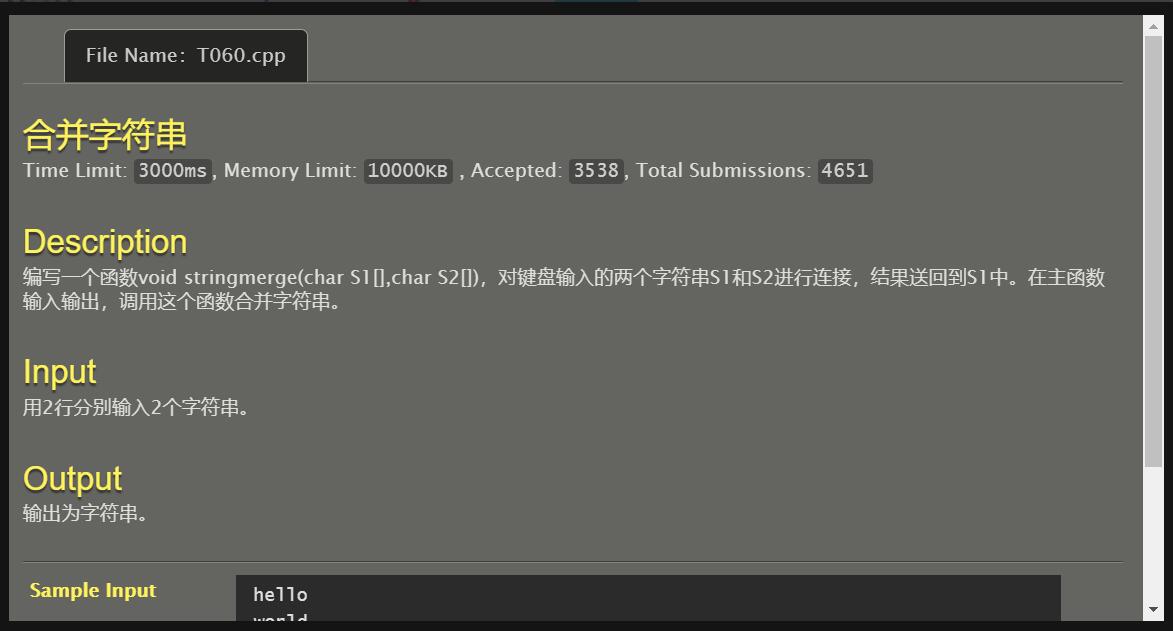 File Name：T060.cpp
合并字符串
Time Limit: 3000ms, Memory Limit: 10000KB , Accepted: 3538, Total Submissions: 4651
Description
编写一个函数void stringmerge(char S1[],char S2[])，对键盘输入的两个字符串S1和S2进行连接，结果送回到S1中。在主函数
输入输出，调用这个函数合并字符串。
Input
用2行分别输入2个字符串。
Output
输出为字符串。
Sample Input
hello
world